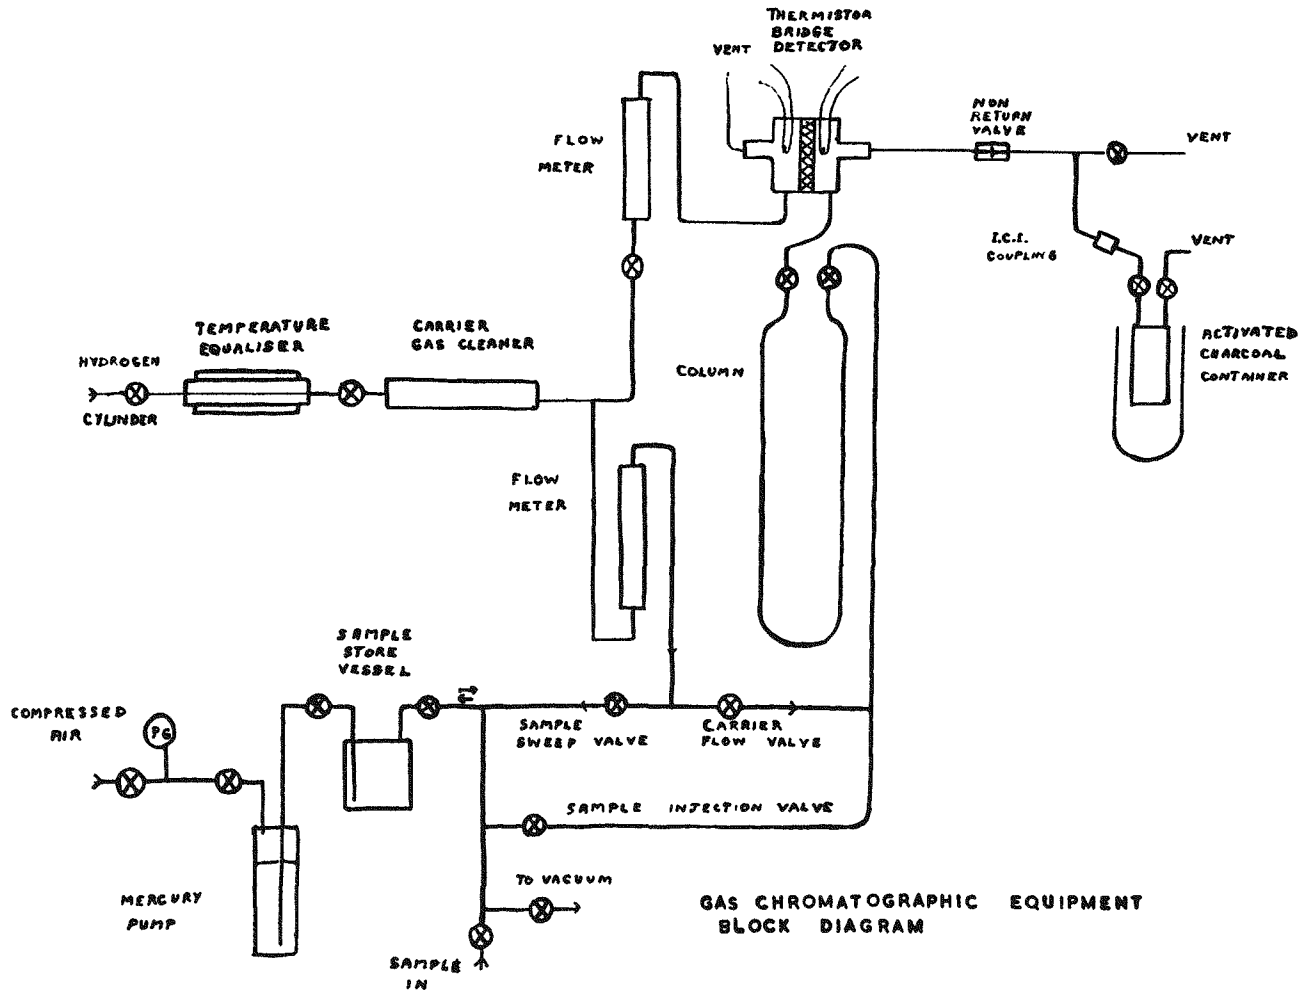 THERMISTOR
BRIDGE
DETECTOR
VENT
FLOW
METER
NON
RETURN
VALVE
VENT
I.C.I.
COUPLING
VENT
ACTIVATED
CHARCOAL
CONTAINER
TEMPERATURE
EQUALISER
CARRIER
GAS CLEANER
HYDROGEN
CYLINDER
COLUMN
FLOW
METER
SAMPLE
STORE
VESSEL
COMPRESSED
AIR
PG
SAMPLE
SWEEP VALVE
CARRIER
FLOW VALVE
SAMPLE INJECTION VALVE
TO VACUUM
MERCURY
PUMP
SAMPLE
IN
GAS CHROMATOGRAPHIC EQUIPMENT
BLOCK DIAGRAM